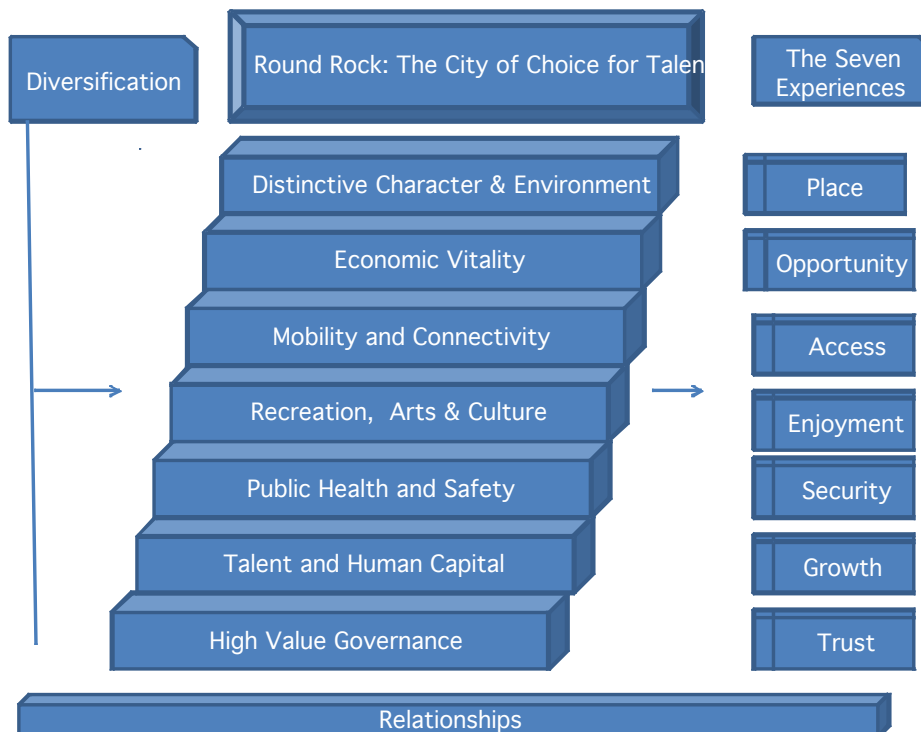 Diversification
Round Rock: The City of Choice for Talen
The Seven
Experiences
Distinctive Character & Environment
Place
Economic Vitality
Opportunity
Mobility and Connectivity
Access
Recreation, Arts & Culture
Enjoyment
Public Health and Safety
Security
Talent and Human Capital
Growth
High Value Governance
Trust
Relationships